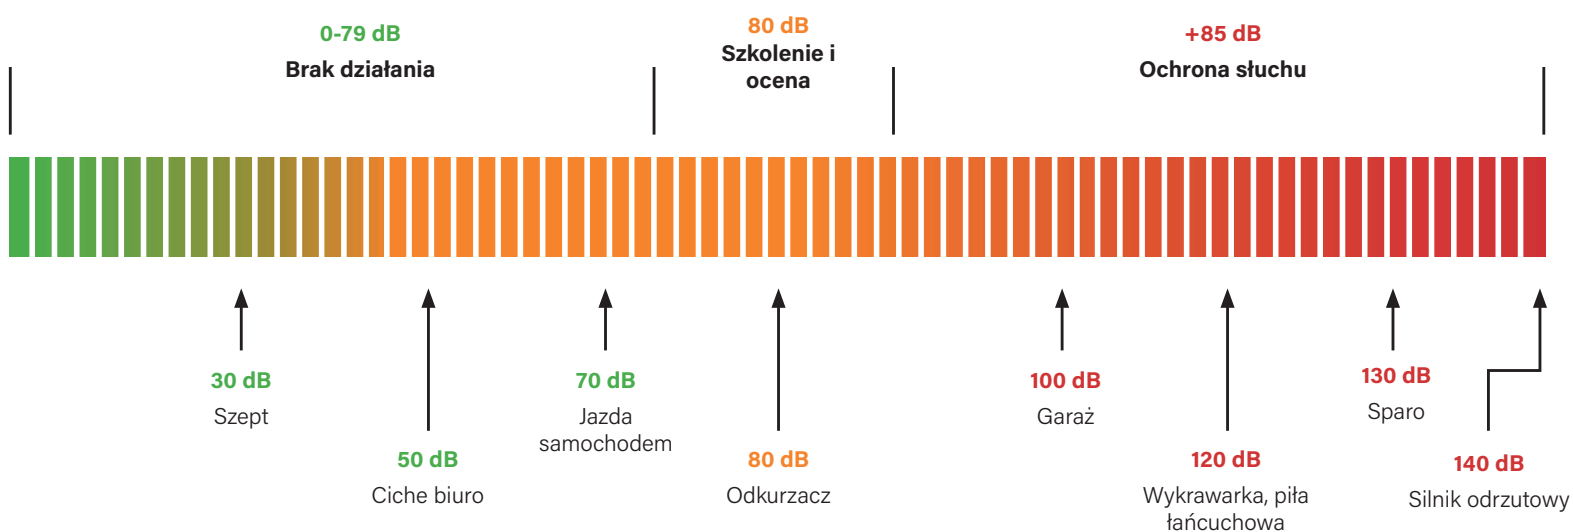 0-79 dB
Brak działania
80 dB
Szkolenie i
ocena
+85 dB
Ochrona słuchu
30 dB
Szept
50 dB
Ciche biuro
70 dB
Jazda
samochodem
80 dB
Odkurzacz
100 dB
Garaż
120 dB
Wykrawarka, piła
łańcuchowa
130 dB
Sparo
140 dB
Silnik odrzutowy